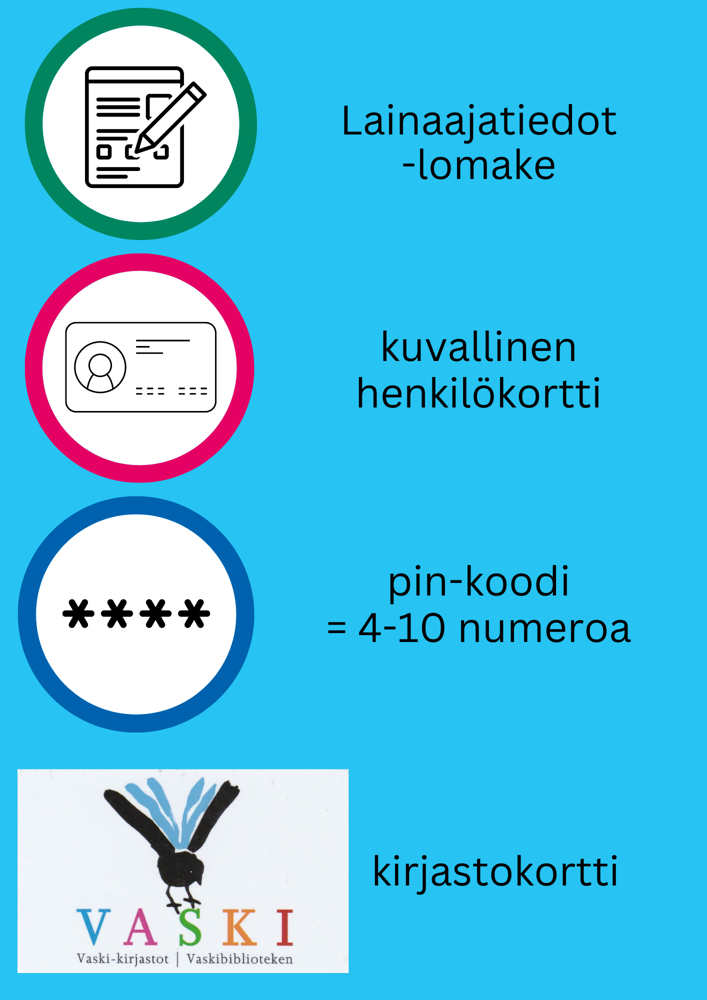 Lainaajatiedot
-lomake
kuvallinen
henkilökortti
pin-koodi
= 4-10 numeroa
****
kirjastokortti
VASKI
Vaski-kirjastot | Vaskibiblioteken